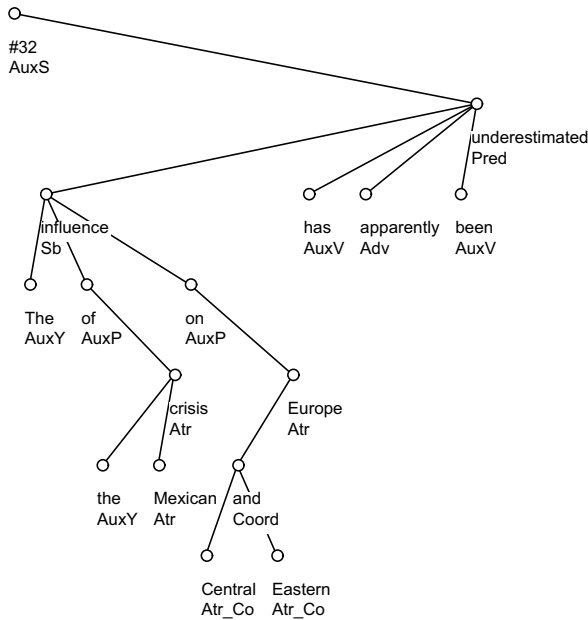 #32
AuxS
underestimated
Pred
influence
Sb
has
AuxV
apparently
Adv
been
AuxV
The
AuxY
of
AuxP
on
AuxP
crisis
Atr
Europe
Atr
the
AuxY
Mexican
Atr
and
Coord
Central
Atr_Co
Eastern
Atr_Co